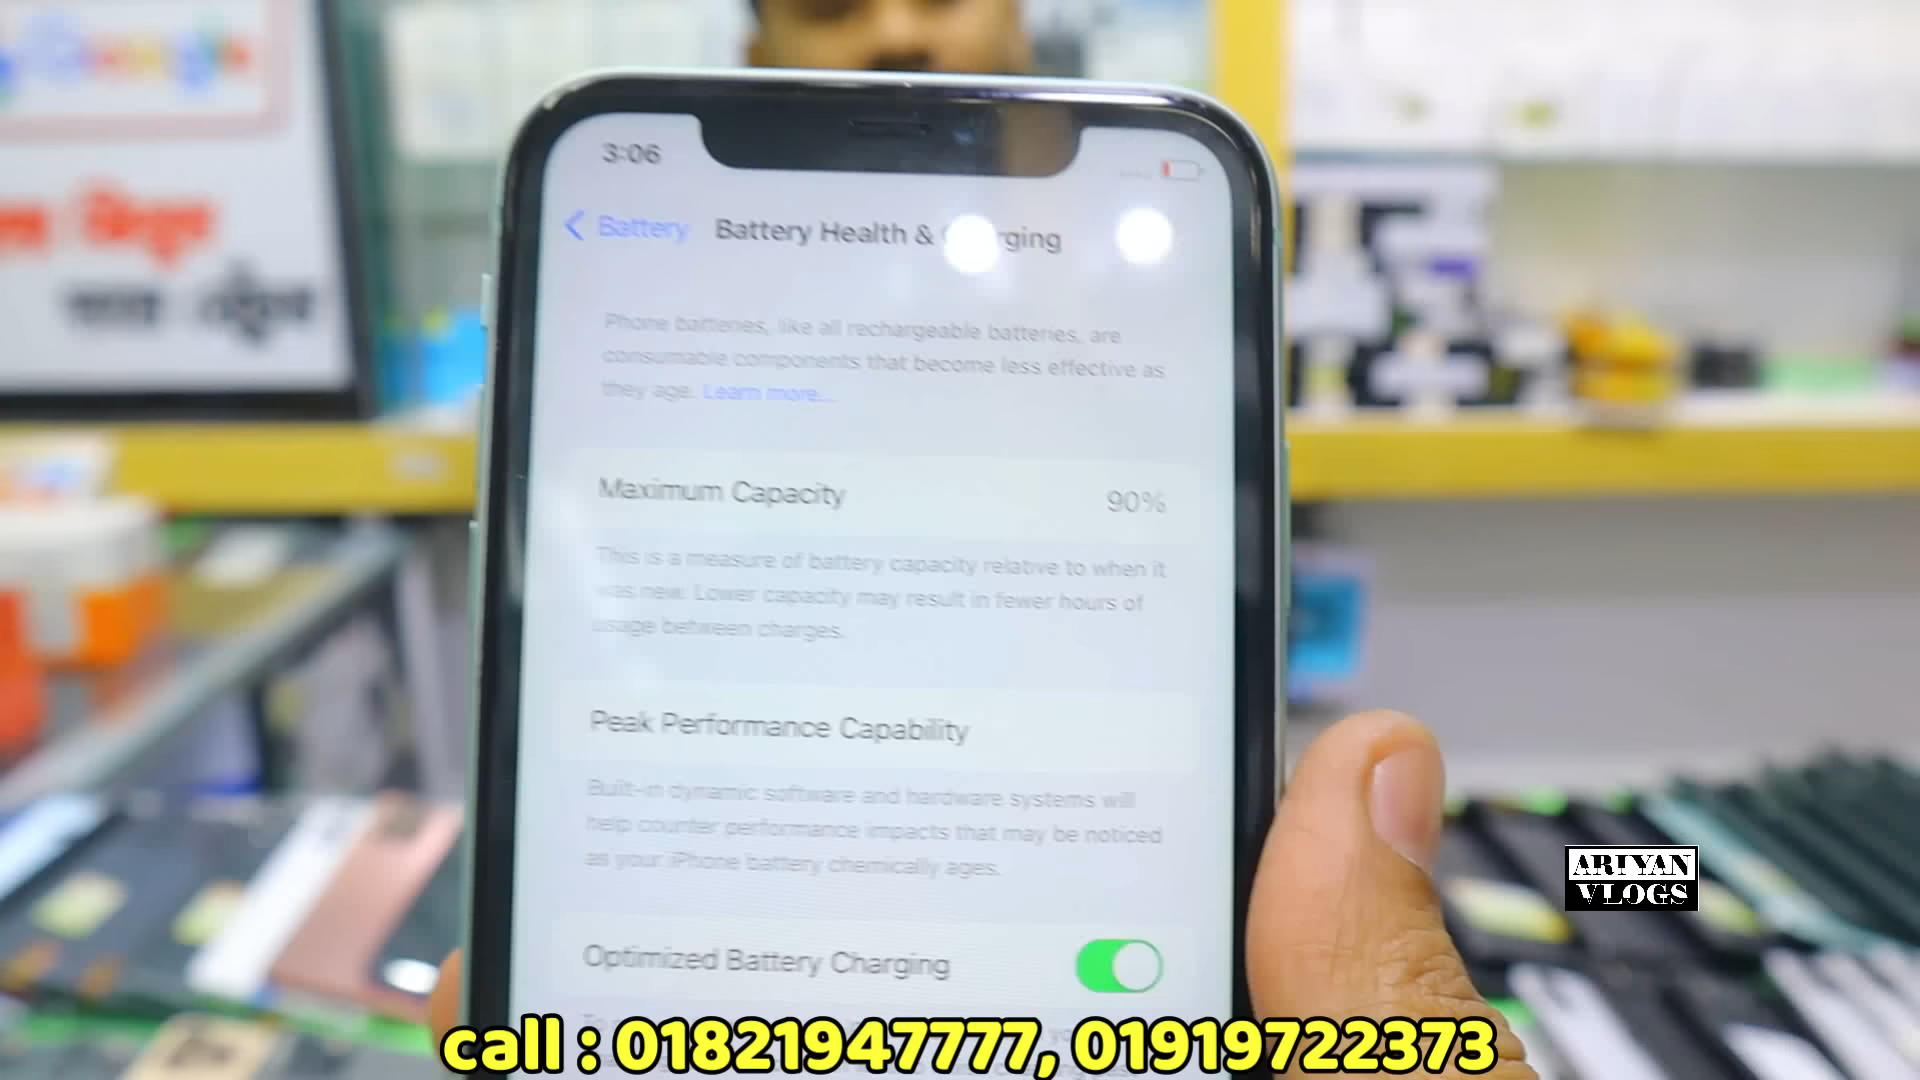 Google
3:06
Battery
Battery Health &
Phone batteries, like all rechargeable batteries, are
consumable components that become less effective as
they age. Learn more...
Maximum Capacity
90%
This is a measure of battery capacity relative to when it
was new. Lower capacity may result in fewer hours of
usage between charges.
Peak Performance Capability
Built-in dynamic software and hardware systems will
help counter performance impacts that may be noticed
as your iPhone battery chemically ages.
Optimized Battery Charging
ARIYAN
VLOGS
call : 01821947777, 01919722373